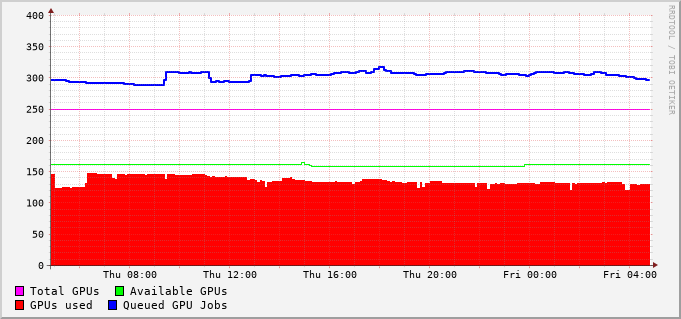 400
350
300
250
200
150
100
50
0
Thu 08:00 Thu 12:00 Thu 16:00 Thu 20:00 Fri 00:00 Fri 04:00
Total GPUs Available GPUs
GPUs used Queued GPU Jobs
RRDTOOL / TOBI OETIKER